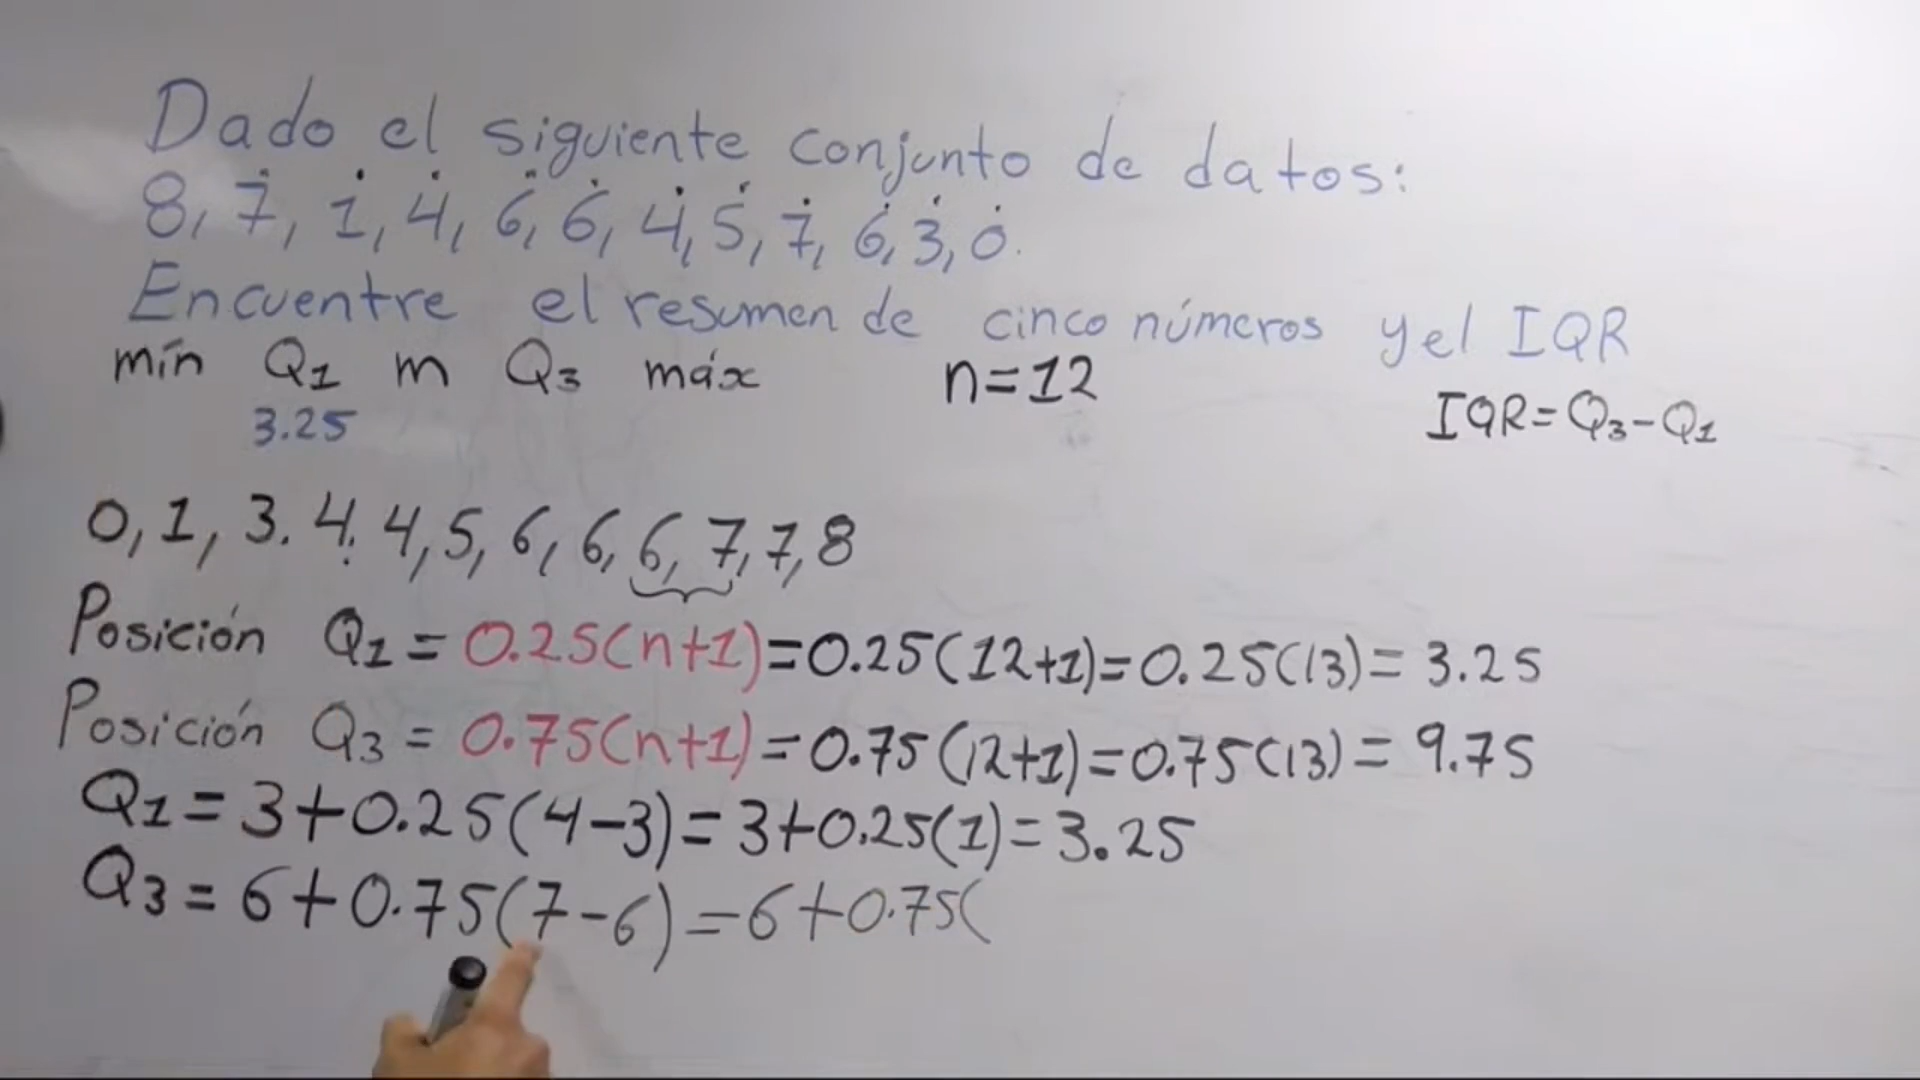 Dado el siguiente conjunto de datos:
8, 7, 1, 4, 6, 6, 4, 5, 7, 6, 3, 0.
Encuentre el resumen de cinco números y el IQR
mín Q1 m Q3 máx n=12
3.25
IQR=Q3-Q1
0, 1, 3. 4. 4, 5, 6, 6, 6, 7, 7, 8
Posición Q1 = 0.25(n+1)=0.25(12+1)=0.25(13)= 3.25
Posición Q3 = 0.75(n+1)=0.75(12+1)=0.75(13)= 9.75
Q1=3+0.25(4-3)=3+0.25(1)=3.25
Q3=6+0.75(7-6)=6+0.75(